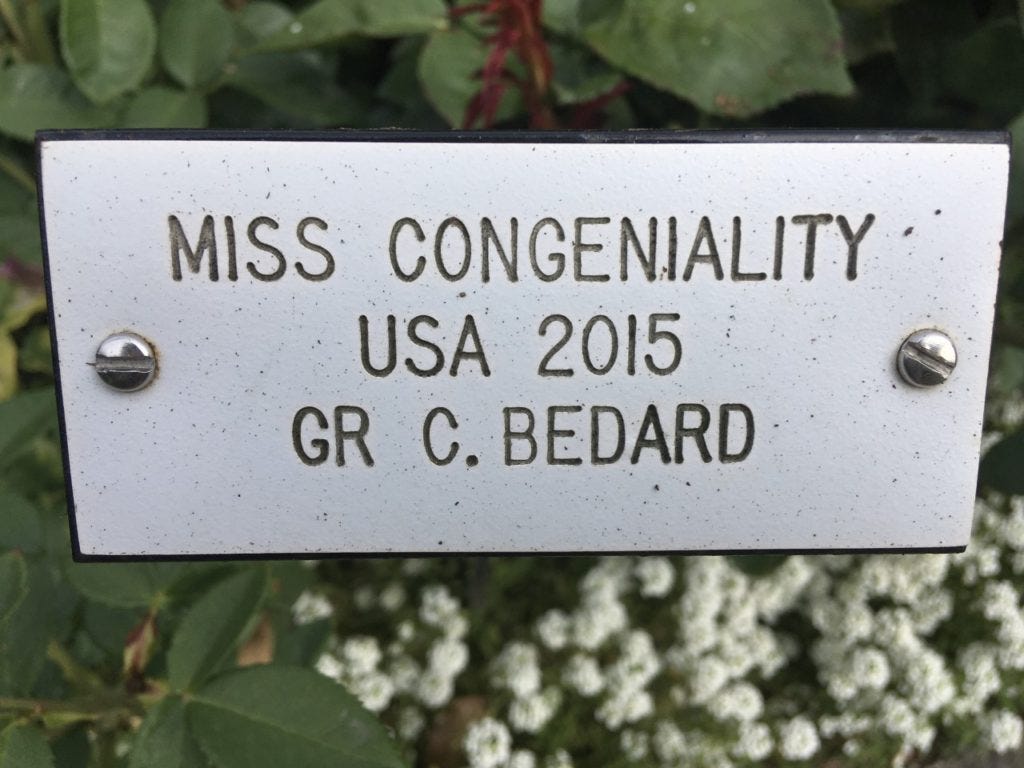 MISS CONGENIALITY
USA 2015
GR C. BEDARD